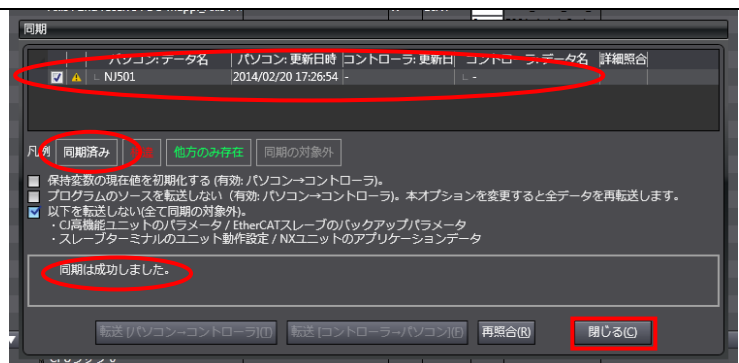 同期
パソコン: データ名 パソコン: 更新日時 コントローラ: 更新日 コントローラ: データ名 詳細照合
NJ501 2014/02/20 17:26:54 - -
凡例 同期済み 他方のみ存在 同期の対象外
保持変数の現在値を初期化する (有効: パソコン→コントローラ)。
プログラムのソースを転送しない (有効: パソコン→コントローラ)。本オプションを変更すると全データを再転送します。
以下を転送しない(全て同期の対象外)。
・CJ高機能ユニットのパラメータ / EtherCATスレーブのバックアップパラメータ
・スレーブターミナルのユニット動作設定 / NXユニットのアプリケーションデータ
同期は成功しました。
転送 [パソコン→コントローラ](T) 転送 [コントローラ→パソコン](F) 再照合(R) 閉じる(C)